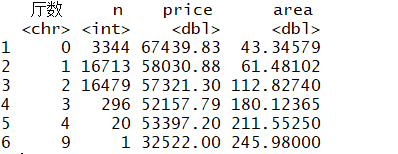 厅数 n price area
<chr> <int> <dbl> <dbl>
1 0 3344 67439.83 43.34579
2 1 16713 58030.88 61.48102
3 2 16479 57321.30 112.82740
4 3 296 52157.79 180.12365
5 4 20 53397.20 211.55250
6 9 1 32522.00 245.98000